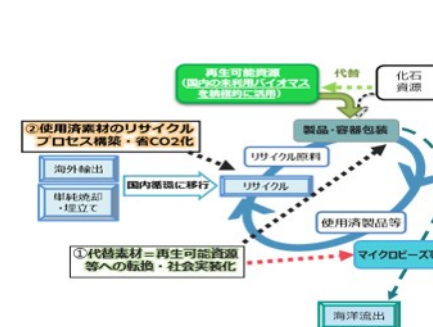 再生可能資源
(国内の未利用バイオマス
を積極的に活用)
代替
化石
資源
②使用済素材のリサイクル
プロセス構築・省CO2化
製品・容器包装
リサイクル原料
海外輸出
国内循環に移行
リサイクル
単純焼却
・埋立て
使用済製品等
①代替素材=再生可能資源
等への転換・社会実装化
マイクロビーズ
海洋流出